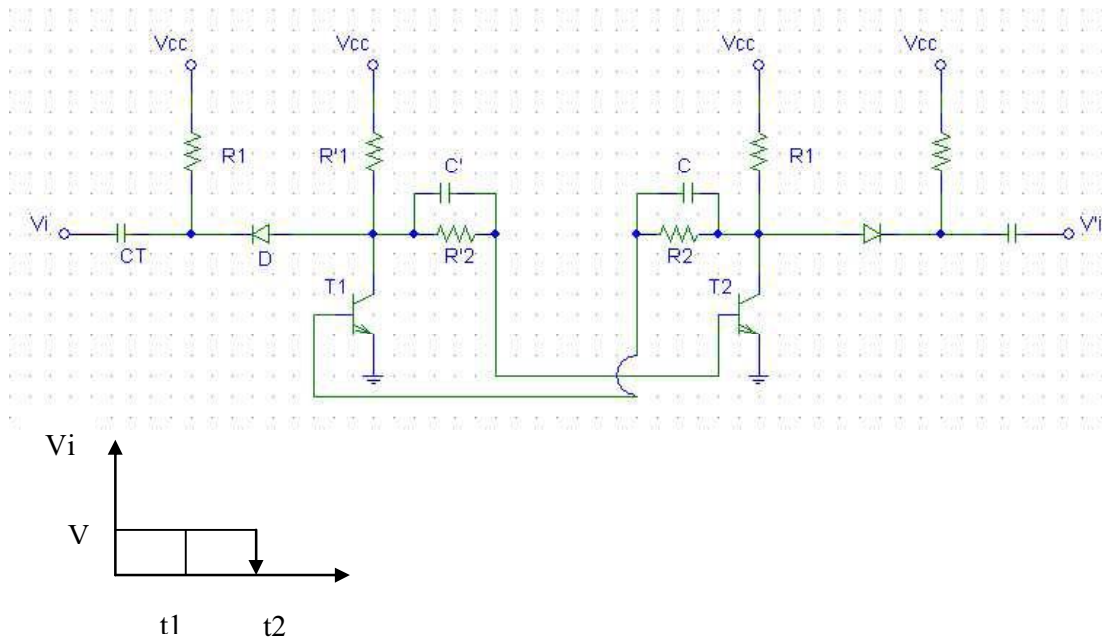 Vcc Vcc Vcc Vcc
R1 R'1 C' C R1
Vi CT D R'2 R2 V'i
T1 T2
Vi
V
t1 t2